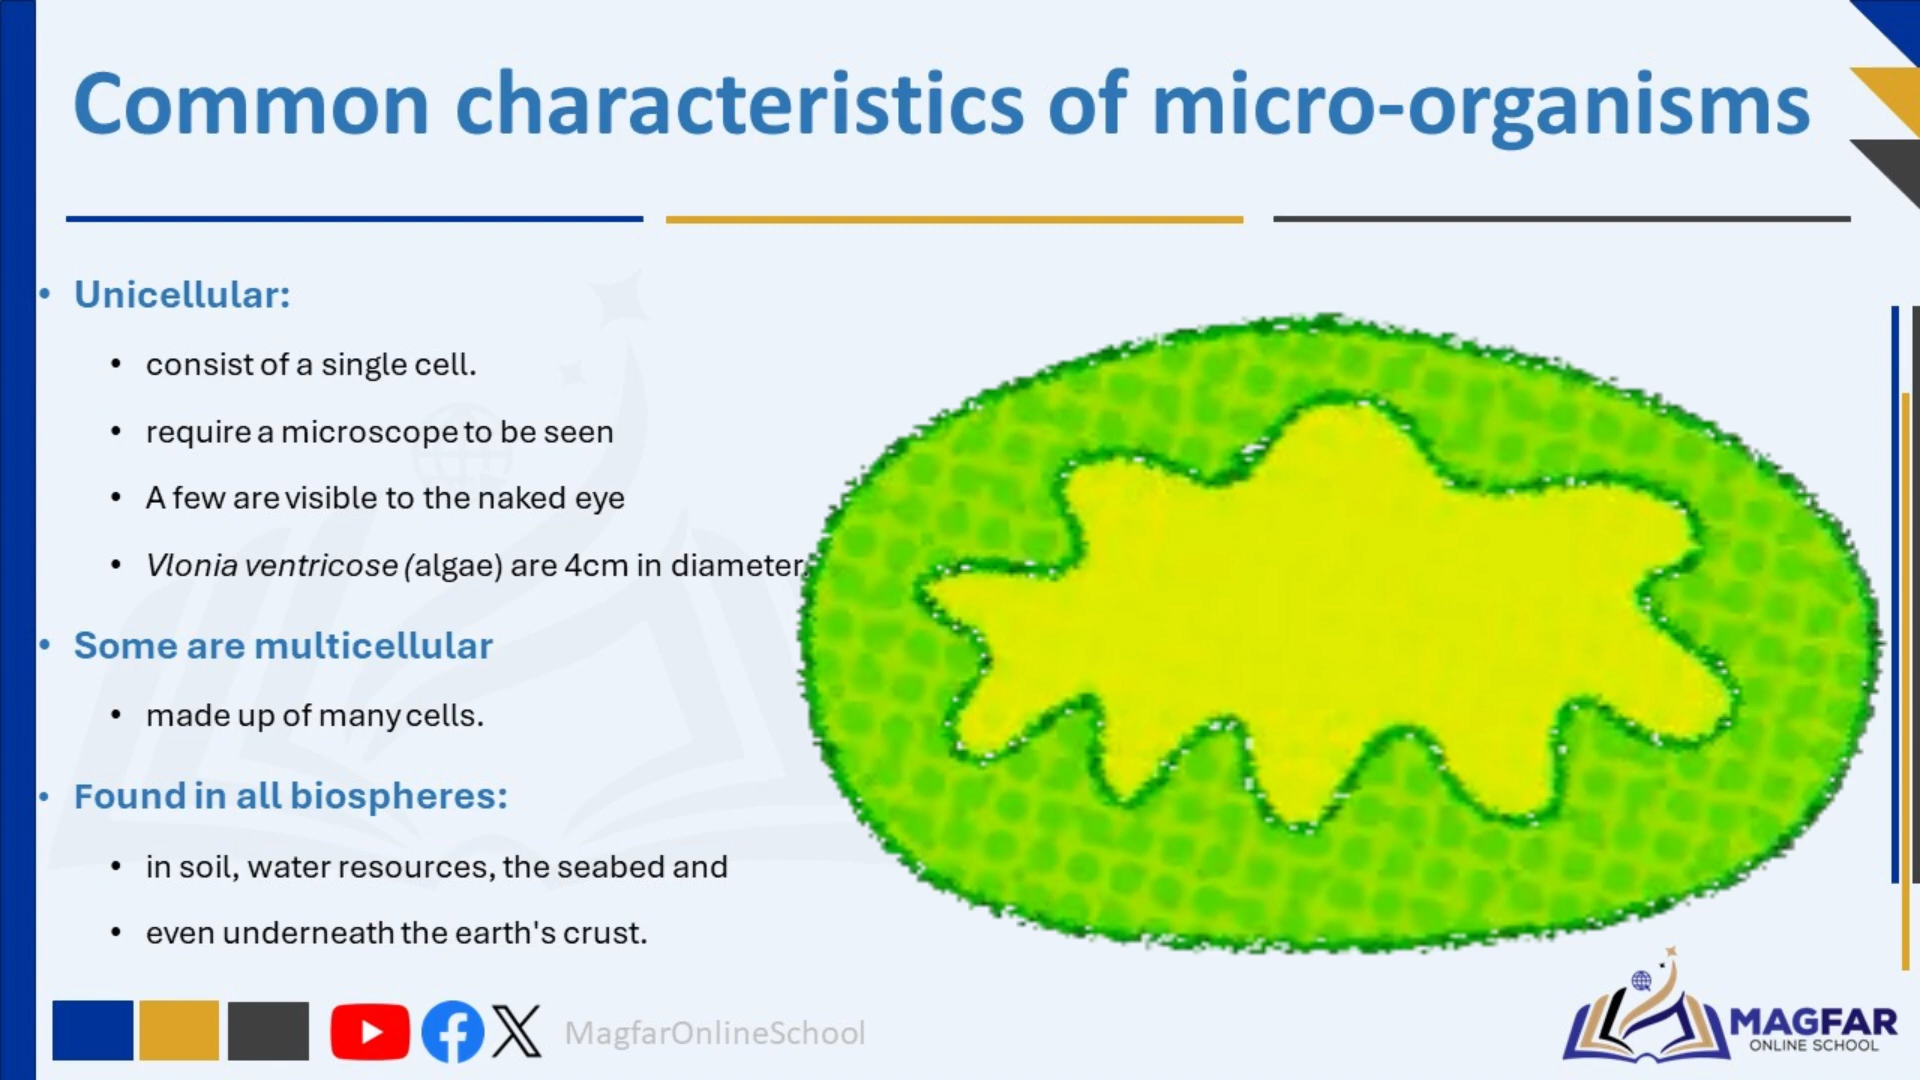 Common characteristics of micro-organisms
• Unicellular:
• consist of a single cell.
• require a microscope to be seen
• A few are visible to the naked eye
• Vlonia ventricose (algae) are 4cm in diameter.
• Some are multicellular
• made up of many cells.
• Found in all biospheres:
• in soil, water resources, the seabed and
• even underneath the earth's crust.
MagfarOnlineSchool
MAGFAR
ONLINE SCHOOL